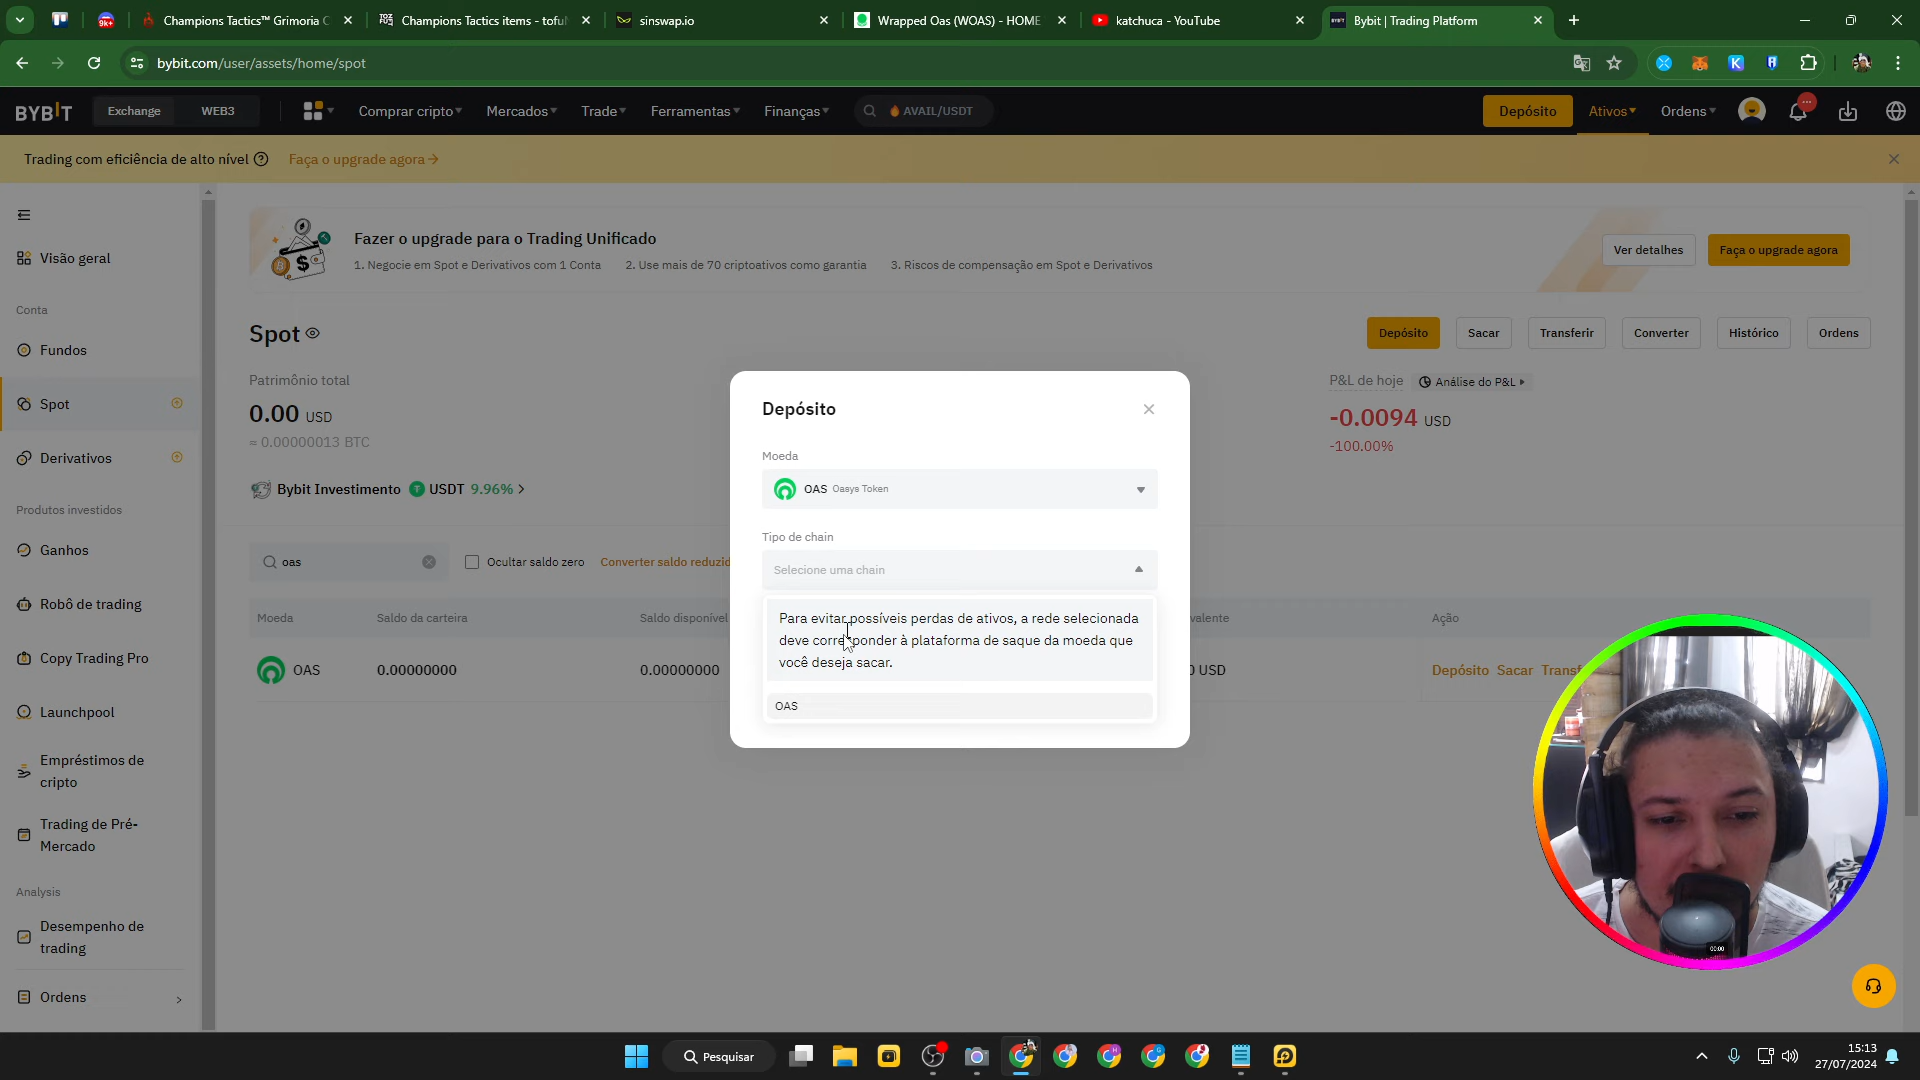 Champions Tactics™ Grimoria C
Champions Tactics items - tofuN
sinswap.io
Wrapped Oas (WOAS) - HOME
katchuca - YouTube
Bybit | Trading Platform
9K+
bybit.com/user/assets/home/spot
BYBIT
Exchange
WEB3
Comprar cripto
Mercados
Trade
Ferramentas
Finanças
AVAIL/USDT
Depósito
Ativos
Ordens
Trading com eficiência de alto nível
Faça o upgrade agora
Visão geral
Conta
Fundos
Spot
Derivativos
Produtos investidos
Ganhos
Robô de trading
Copy Trading Pro
Launchpool
Empréstimos de
cripto
Trading de Pré-
Mercado
Analysis
Desempenho de
trading
Ordens
Fazer o upgrade para o Trading Unificado
1. Negocie em Spot e Derivativos com 1 Conta
2. Use mais de 70 criptoativos como garantia
3. Riscos de compensação em Spot e Derivativos
Ver detalhes
Faça o upgrade agora
Spot
Depósito
Sacar
Transferir
Converter
Histórico
Ordens
Patrimônio total
0.00 USD
≈ 0.00000013 BTC
Bybit Investimento USDT 9.96%
P&L de hoje
Análise do P&L
-0.0094 USD
-100.00%
oas
Ocultar saldo zero
Converter saldo reduzid
Moeda
Saldo da carteira
Saldo disponível
valente
Ação
OAS
0.00000000
0.00000000
0 USD
Depósito
Sacar
Transf
Depósito
Moeda
OAS Oasys Token
Tipo de chain
Selecione uma chain
Para evitar possíveis perdas de ativos, a rede selecionada
deve corresponder à plataforma de saque da moeda que
você deseja sacar.
OAS
00:00
Pesquisar
15:13
27/07/2024